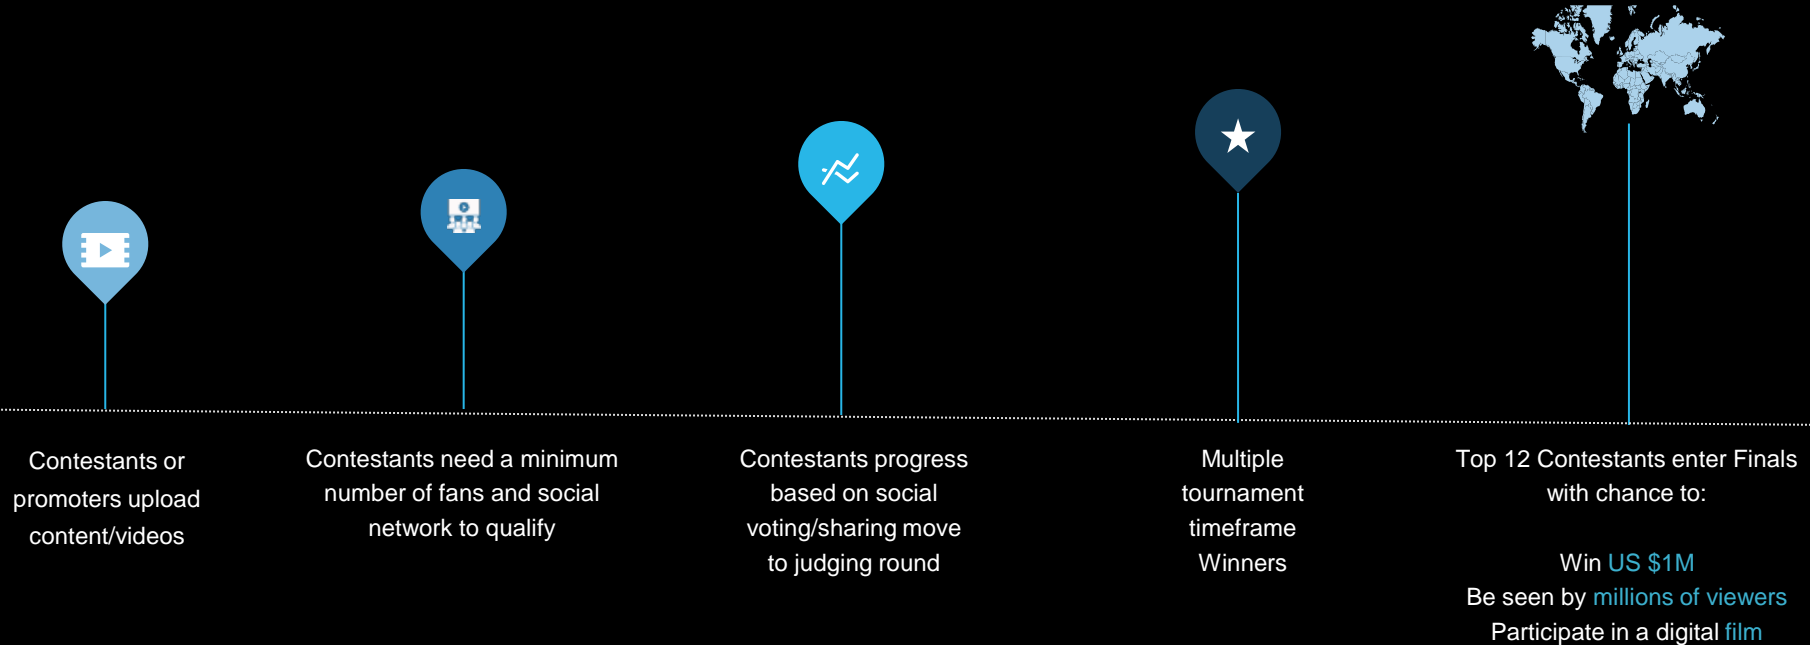 Contestants or
promoters upload
content/videos
Contestants need a minimum
number of fans and social
network to qualify
Contestants progress
based on social
voting/sharing move
to judging round
Multiple
tournament
timeframe
Winners
Top 12 Contestants enter Finals
with chance to:
Win US $1M
Be seen by millions of viewers
Participate in a digital film